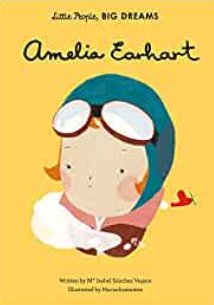 Little People, BIG DREAMS
Amelia Earhart
Written by Mª Isabel Sánchez Vegara
Illustrated by Mariadiamantes